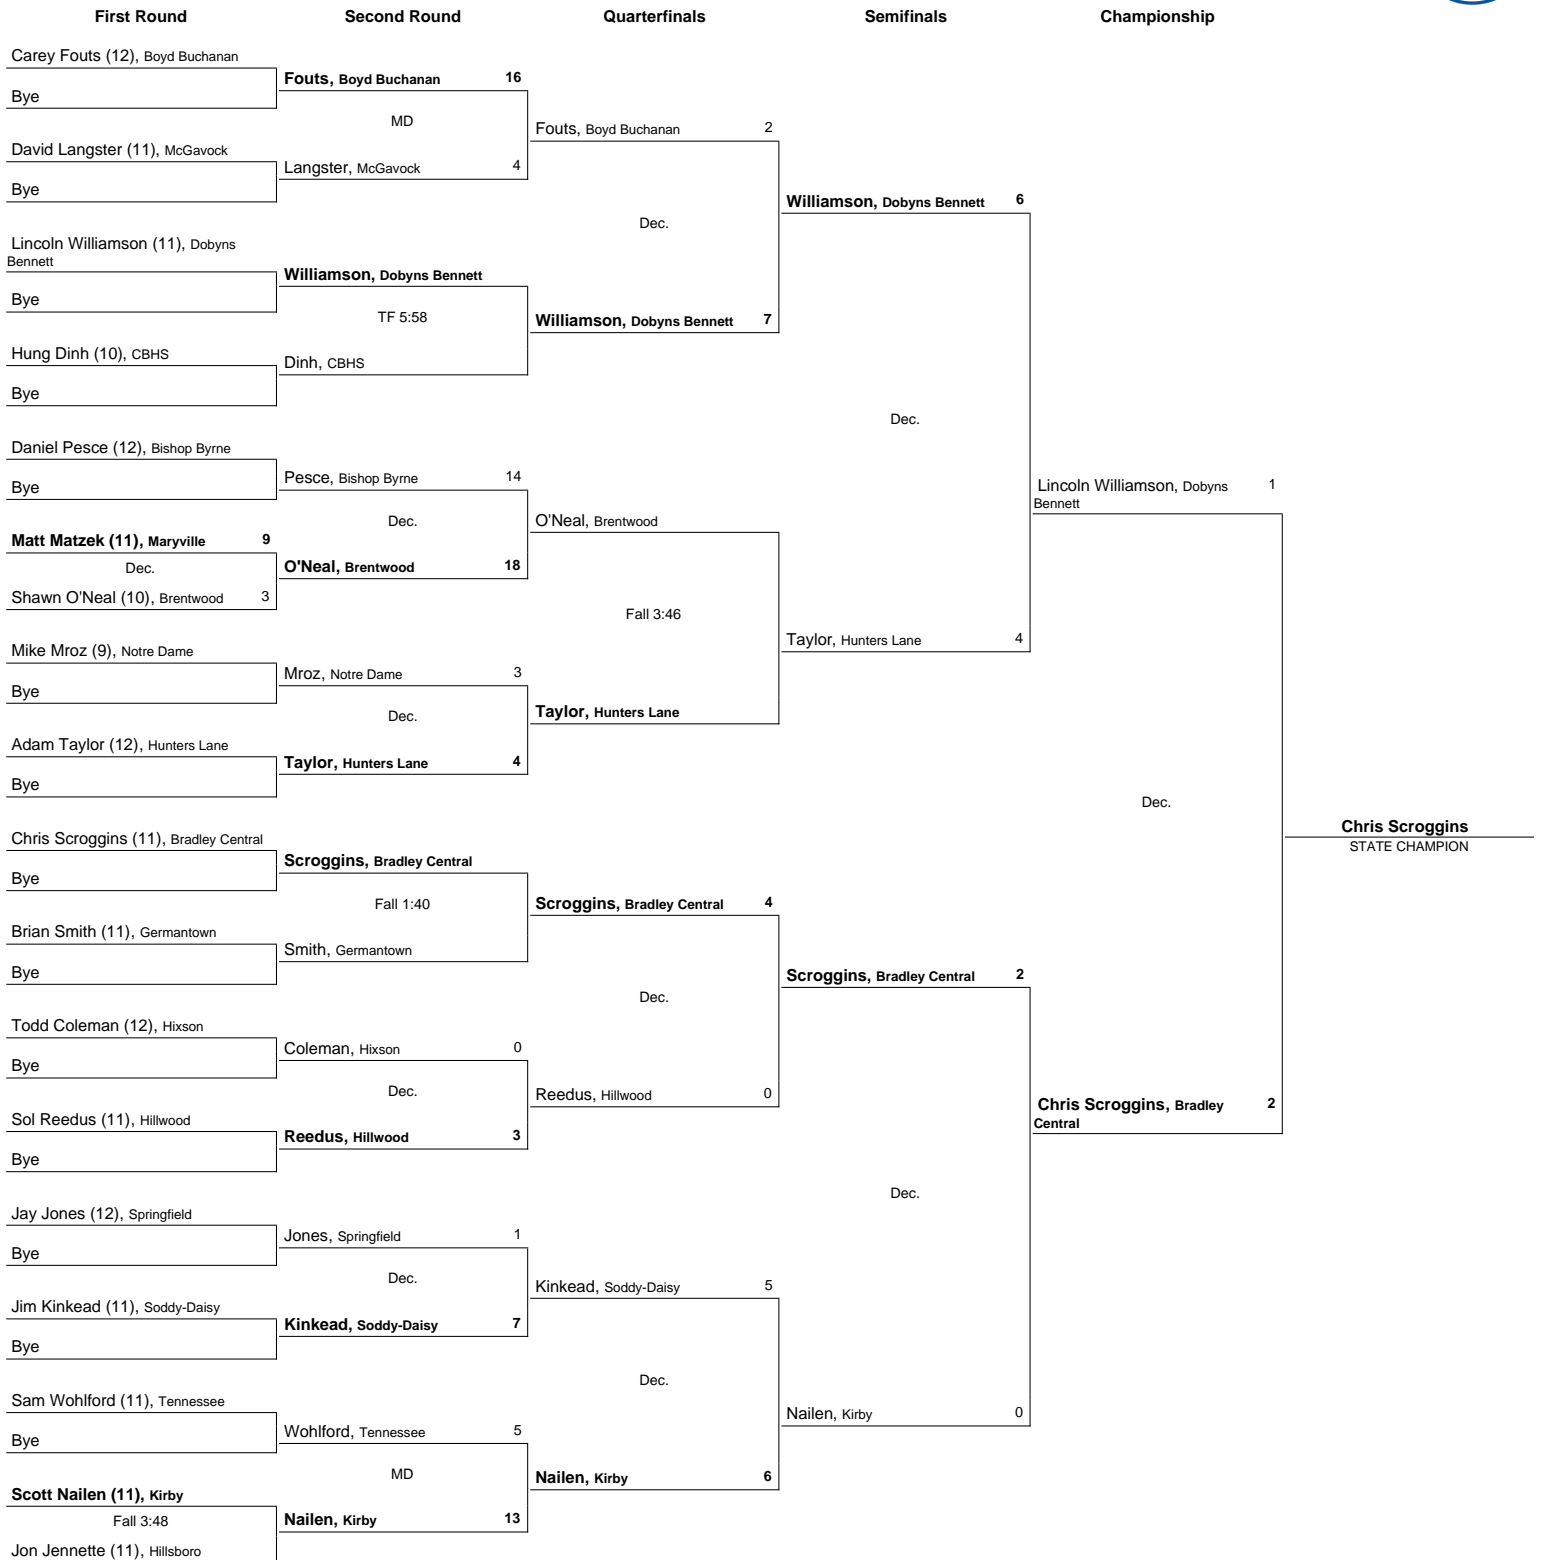 First Round Second Round Quarterfinals Semifinals Championship
Carey Fouts (12), Boyd Buchanan
Bye
David Langster (11), McGavock
Bye
Lincoln Williamson (11), Dobyns
Bennett
Bye
Hung Dinh (10), CBHS
Bye
Daniel Pesce (12), Bishop Byrne
Bye
Matt Matzek (11), Maryville 9
Dec.
Shawn O'Neal (10), Brentwood 3
Mike Mroz (9), Notre Dame
Bye
Adam Taylor (12), Hunters Lane
Bye
Chris Scroggins (11), Bradley Central
Bye
Brian Smith (11), Germantown
Bye
Todd Coleman (12), Hixson
Bye
Sol Reedus (11), Hillwood
Bye
Jay Jones (12), Springfield
Bye
Jim Kinkead (11), Soddy-Daisy
Bye
Sam Wohlford (11), Tennessee
Bye
Scott Nailen (11), Kirby
Fall 3:48
Jon Jennette (11), Hillsboro
Fouts, Boyd Buchanan 16
MD
Langster, McGavock 4
Williamson, Dobyns Bennett
TF 5:58
Dinh, CBHS
Pesce, Bishop Byrne 14
Dec.
O'Neal, Brentwood 18
Mroz, Notre Dame 3
Dec.
Taylor, Hunters Lane 4
Scroggins, Bradley Central
Fall 1:40
Smith, Germantown
Coleman, Hixson 0
Dec.
Reedus, Hillwood 3
Jones, Springfield 1
Dec.
Kinkead, Soddy-Daisy 7
Wohlford, Tennessee 5
MD
Nailen, Kirby 13
Fouts, Boyd Buchanan 2
Dec.
Williamson, Dobyns Bennett 7
O'Neal, Brentwood
Fall 3:46
Taylor, Hunters Lane
Scroggins, Bradley Central 4
Dec.
Reedus, Hillwood 0
Kinkead, Soddy-Daisy 5
Dec.
Nailen, Kirby 6
Williamson, Dobyns Bennett 6
Dec.
Taylor, Hunters Lane 4
Scroggins, Bradley Central 2
Dec.
Nailen, Kirby 0
Lincoln Williamson, Dobyns 1
Bennett
Dec.
Chris Scroggins, Bradley 2
Central
Chris Scroggins
STATE CHAMPION